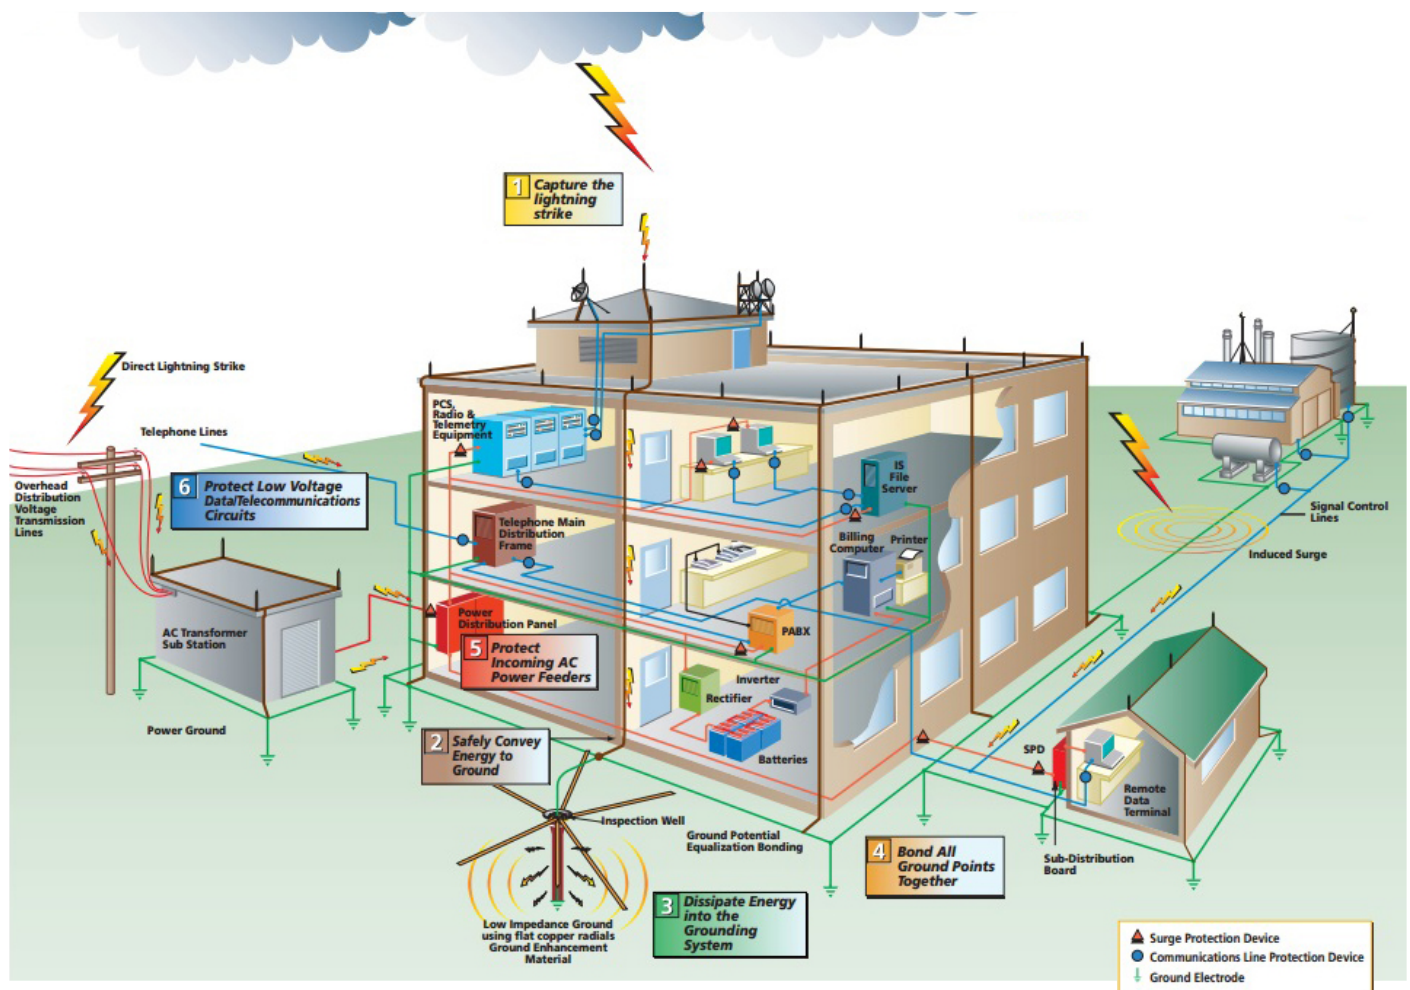 1 Capture the
lightning
strike
Direct Lightning Strike
Telephone Lines
Overhead
Distribution
Voltage
Transmission
Lines
6 Protect Low Voltage
Data/Telecommunications
Circuits
PCS,
Radio &
Telemetry
Equipment
IS
File
Server
Telephone Main
Distribution
Frame
Billing
Computer
Printer
Signal Control
Lines
Induced Surge
AC Transformer
Sub Station
Power
Distribution Panel
PABX
5 Protect
Incoming AC
Power Feeders
Inverter
Rectifier
Batteries
Power Ground
2 Safely Convey
Energy to
Ground
SPD
Remote
Data
Terminal
Inspection Well
Ground Potential
Equalization Bonding
4 Bond All
Ground Points
Together
Sub-Distribution
Board
3 Dissipate Energy
into the
Grounding
System
Low Impedance Ground
using flat copper radials
Ground Enhancement
Material
Surge Protection Device
Communications Line Protection Device
Ground Electrode